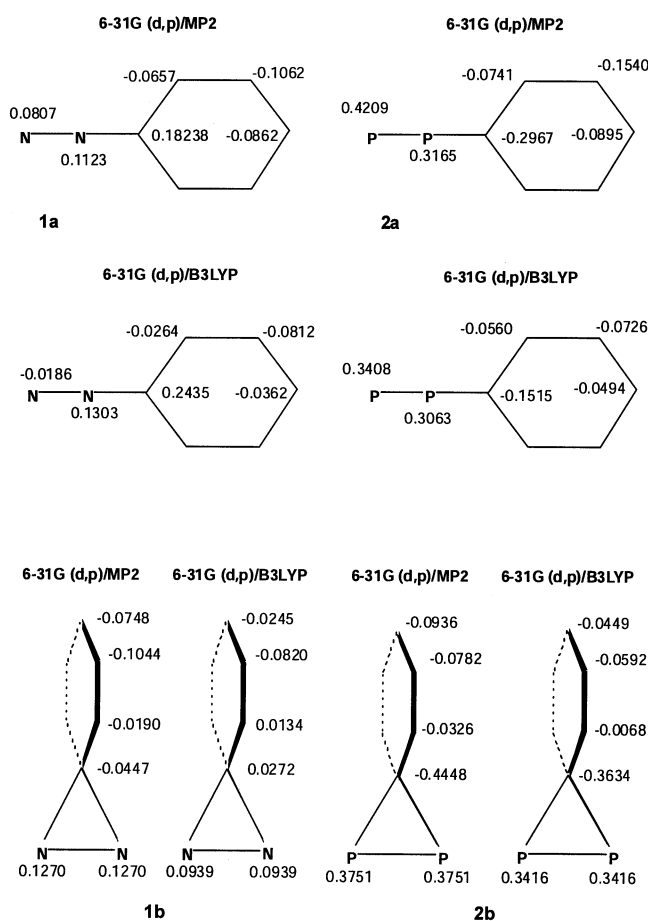 6-31G (d,p)/MP2 6-31G (d,p)/MP2
-0.0657 -0.1062 -0.0741 -0.1540
0.0807 0.4209
N N 0.18238 -0.0862 P P -0.2967 -0.0895
0.1123 0.3165
1a 2a
6-31G (d,p)/B3LYP 6-31G (d,p)/B3LYP
-0.0264 -0.0812 -0.0560 -0.0726
-0.0186 0.3408
N N 0.2435 -0.0362 P P -0.1515 -0.0494
0.1303 0.3063
6-31G (d,p)/MP2 6-31G (d,p)/B3LYP 6-31G (d,p)/MP2 6-31G (d,p)/B3LYP
-0.0748 -0.0245 -0.0936 -0.0449
-0.1044 -0.0820 -0.0782 -0.0592
-0.0190 0.0134 -0.0326 -0.0068
-0.0447 0.0272 -0.4448 -0.3634
N N N N P P P P
0.1270 0.1270 0.0939 0.0939 0.3751 0.3751 0.3416 0.3416
1b 2b